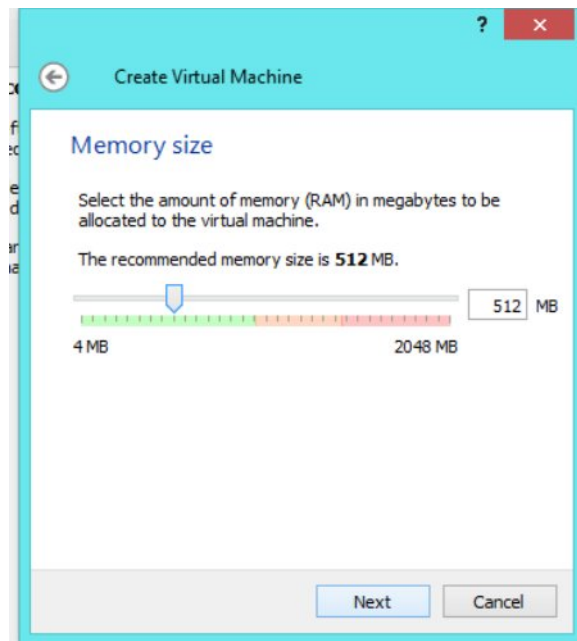 ?
Create Virtual Machine
Memory size
Select the amount of memory (RAM) in megabytes to be
allocated to the virtual machine.
The recommended memory size is 512 MB.
512 MB
4 MB 2048 MB
Next Cancel